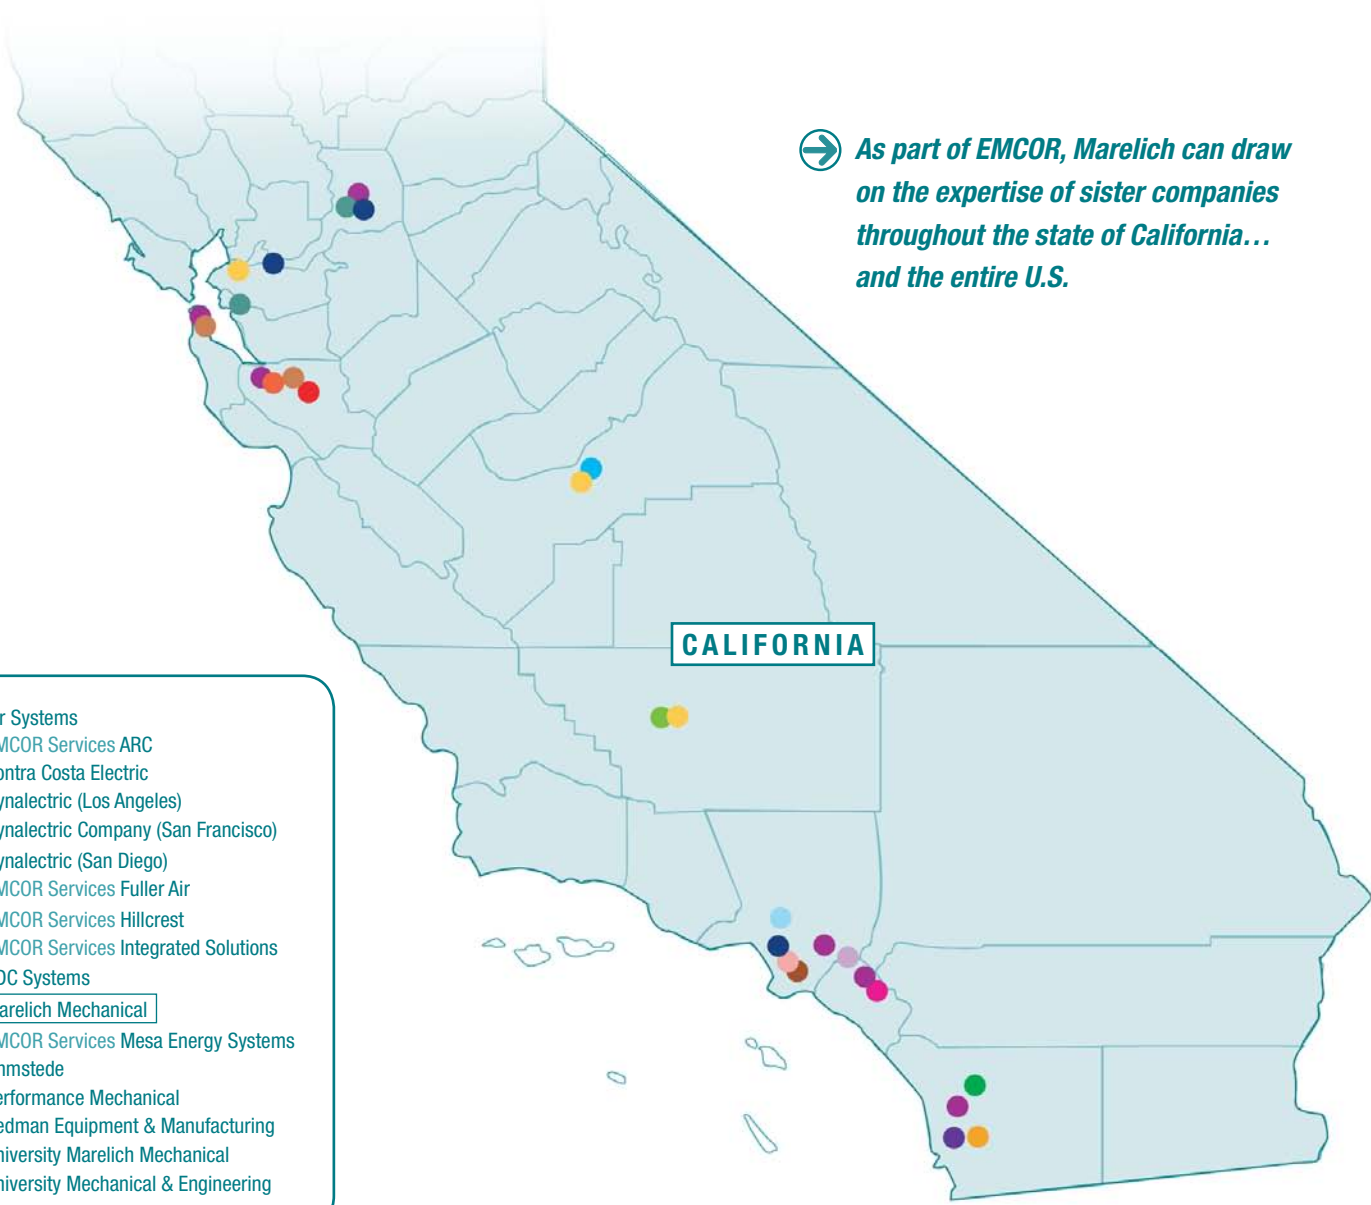 As part of EMCOR, Marelich can draw
on the expertise of sister companies
throughout the state of California…
and the entire U.S.
CALIFORNIA
r Systems
MCOR Services ARC
ontra Costa Electric
ynalectric (Los Angeles)
ynalectric Company (San Francisco)
ynalectric (San Diego)
MCOR Services Fuller Air
MCOR Services Hillcrest
MCOR Services Integrated Solutions
DC Systems
arelich Mechanical
MCOR Services Mesa Energy Systems
hmstede
erformance Mechanical
edman Equipment & Manufacturing
niversity Marelich Mechanical
niversity Mechanical & Engineering